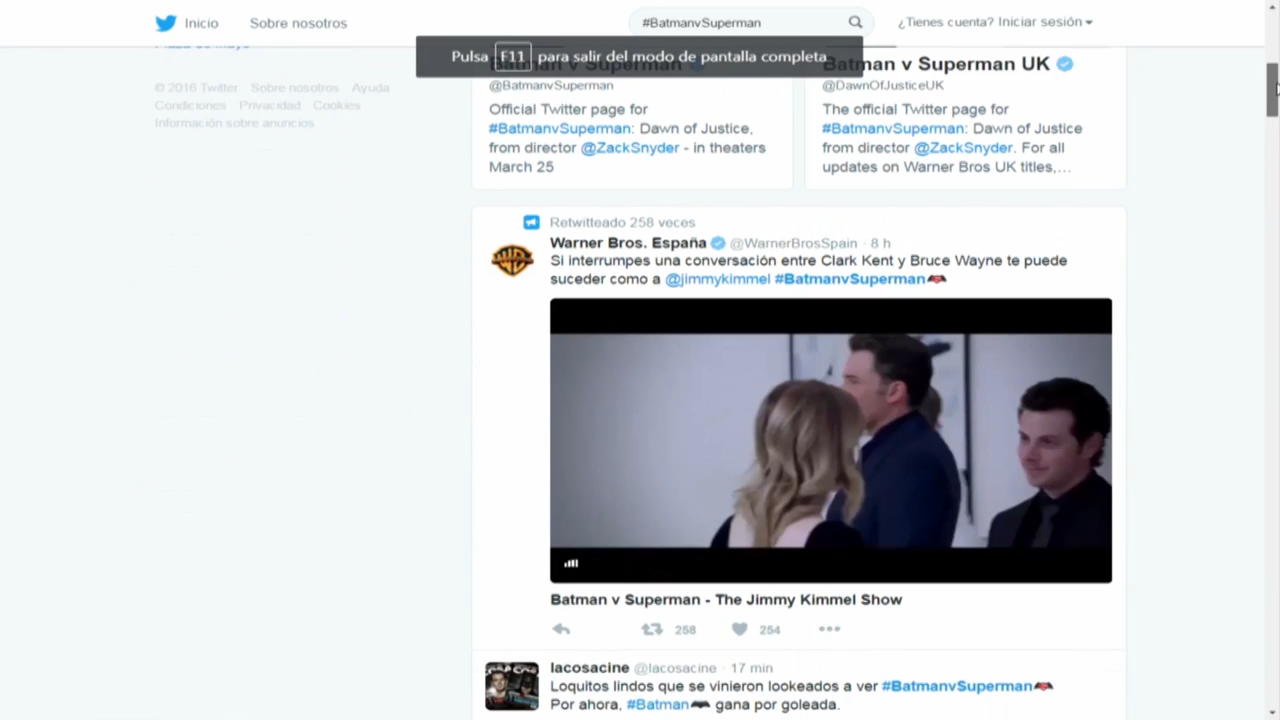 Inicio
Sobre nosotros
#BatmanvSuperman
¿Tienes cuenta? Iniciar sesión
Pulsa F11 para salir del modo de pantalla completa
© 2016 Twitter Sobre nosotros Ayuda
Condiciones Privacidad Cookies
Información sobre anuncios
Batman v Superman
@BatmanvSuperman
Official Twitter page for
#BatmanvSuperman: Dawn of Justice,
from director @ZackSnyder - in theaters
March 25
Batman v Superman UK
@DawnOfJusticeUK
The official Twitter page for
#BatmanvSuperman: Dawn of Justice
from director @ZackSnyder. For all
updates on Warner Bros UK titles,...
Retwitteado 258 veces
Warner Bros. España @WarnerBrosSpain · 8 h
Si interrumpes una conversación entre Clark Kent y Bruce Wayne te puede
suceder como a @jimmykimmel #BatmanvSuperman
Batman v Superman - The Jimmy Kimmel Show
258 254
lacosacine @lacosacine · 17 min
Loquitos lindos que se vinieron lookeados a ver #BatmanvSuperman
Por ahora, #Batman gana por goleada.